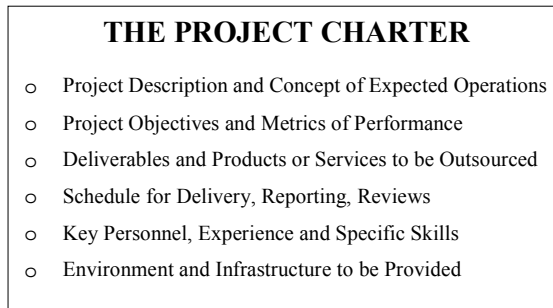 THE PROJECT CHARTER
o Project Description and Concept of Expected Operations
o Project Objectives and Metrics of Performance
o Deliverables and Products or Services to be Outsourced
o Schedule for Delivery, Reporting, Reviews
o Key Personnel, Experience and Specific Skills
o Environment and Infrastructure to be Provided